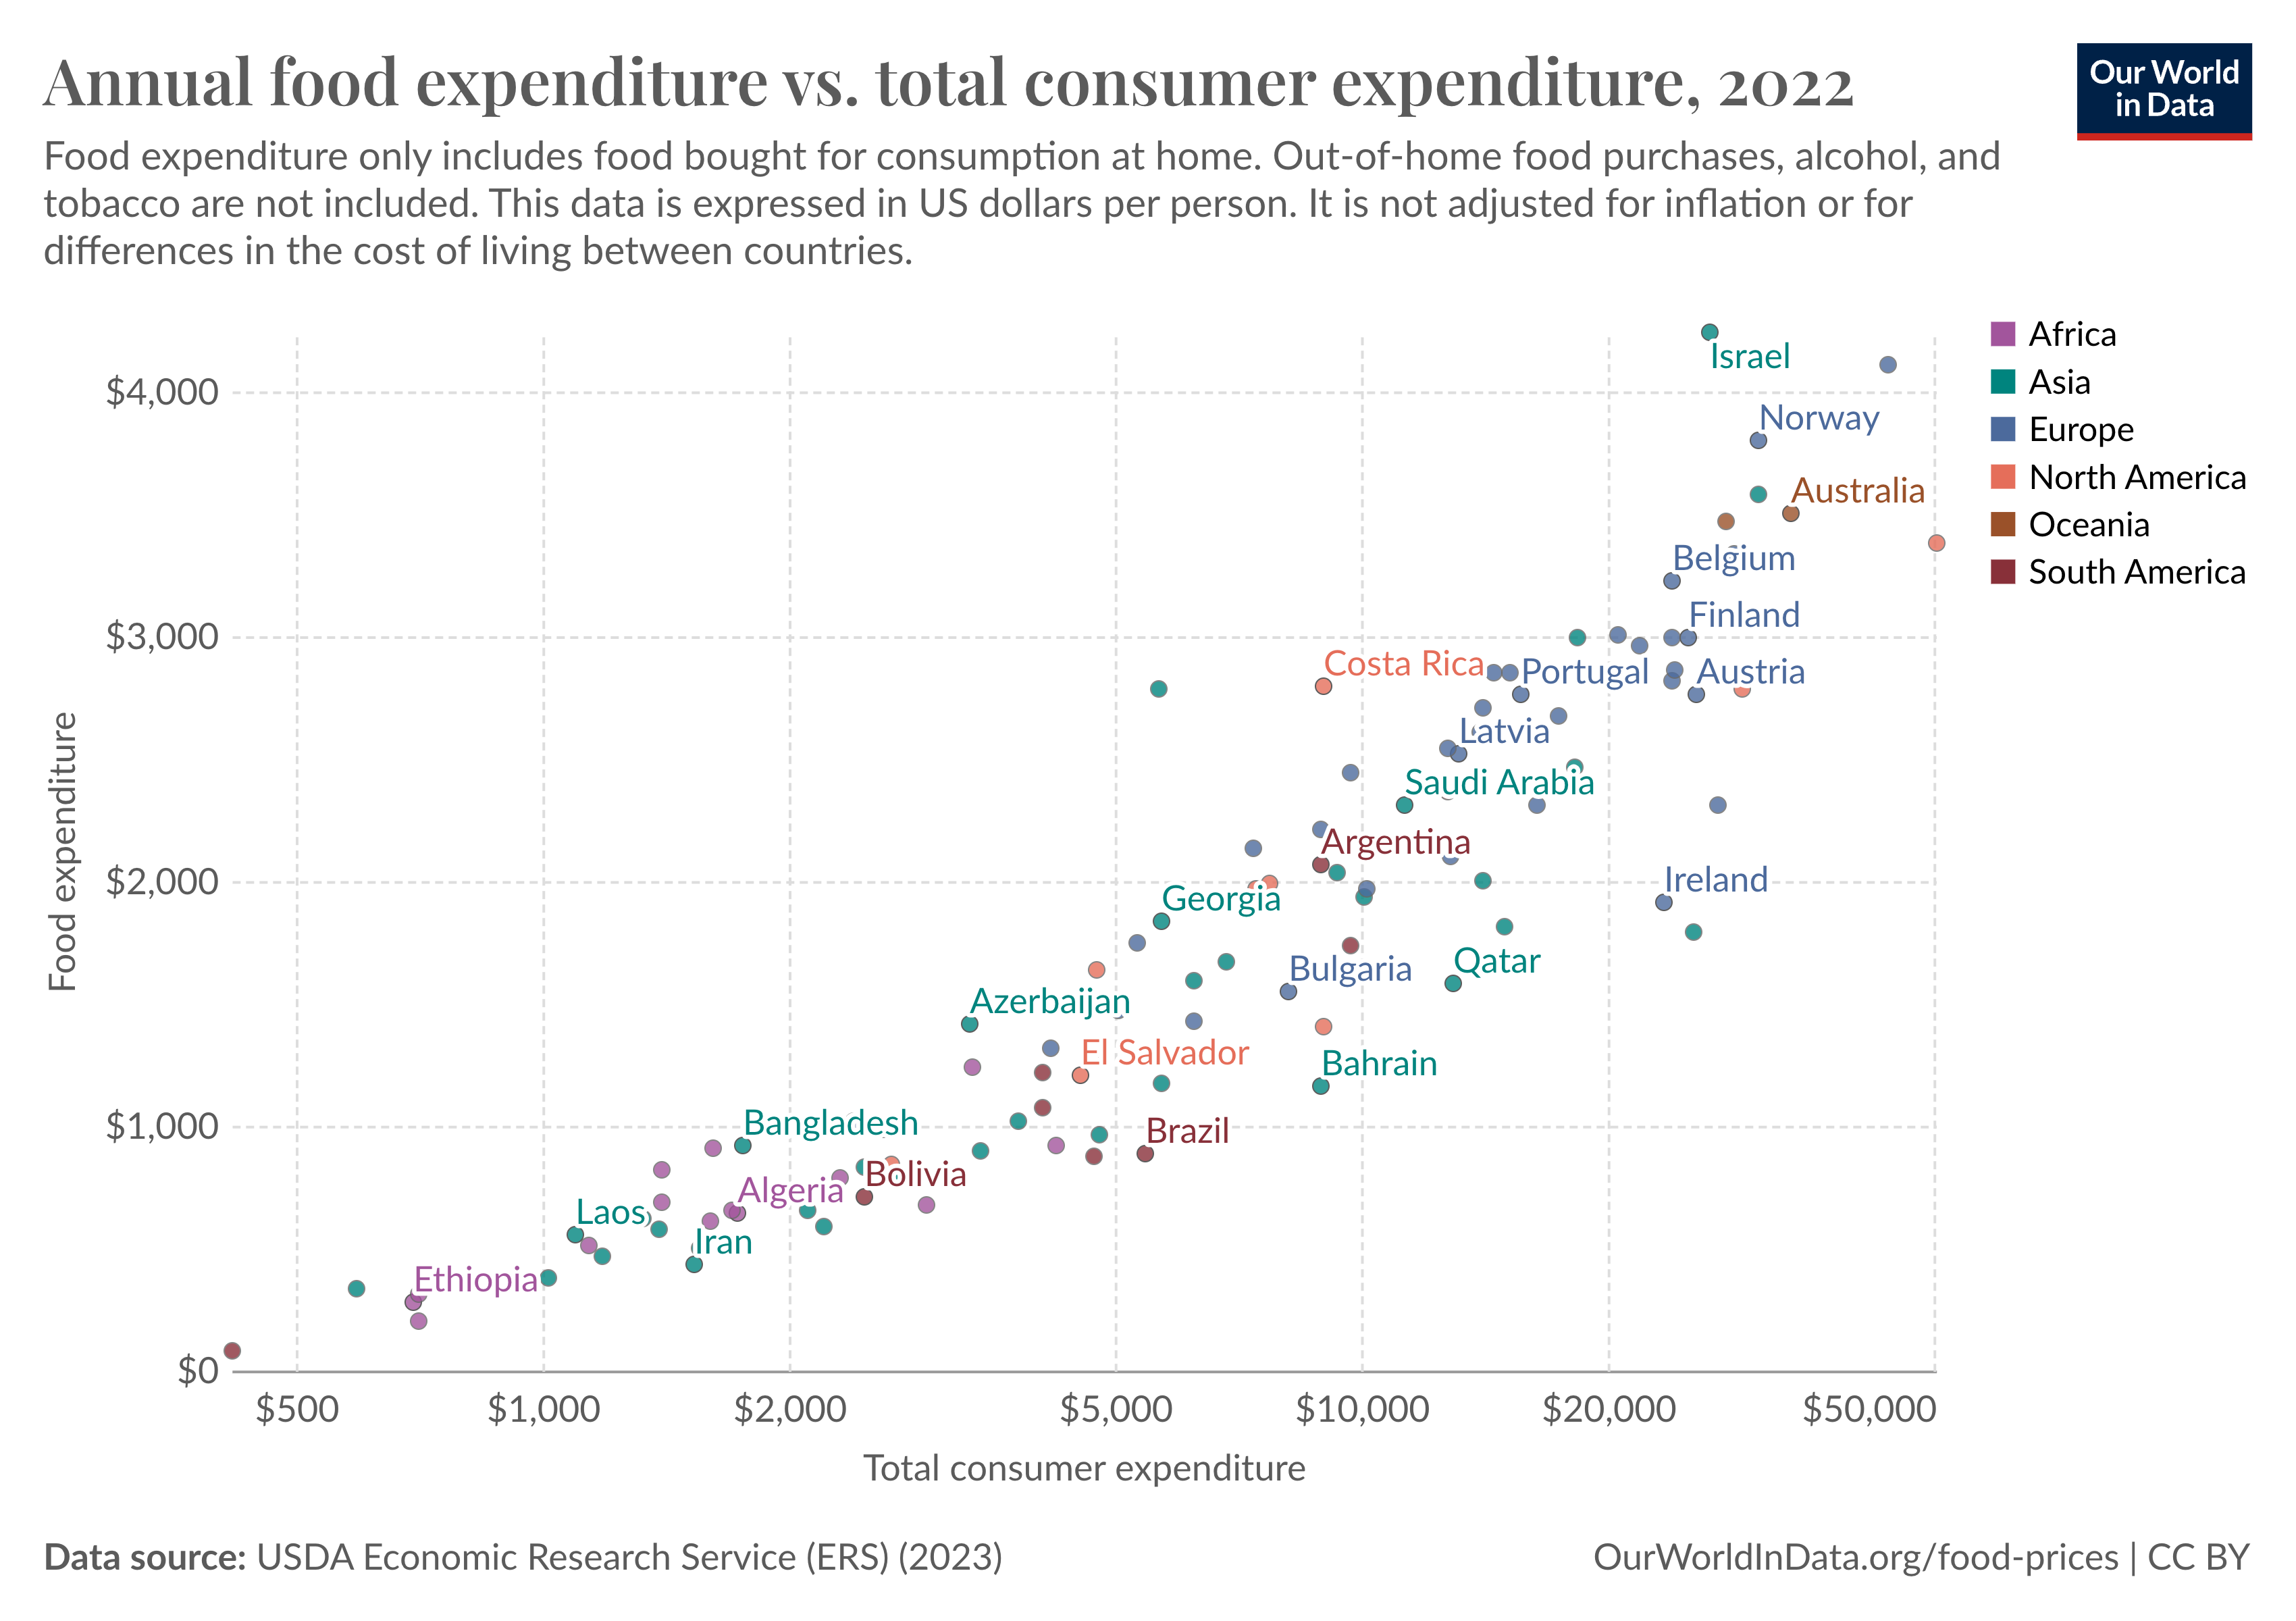 Annual food expenditure vs. total consumer expenditure, 2022
Our World
in Data
Food expenditure only includes food bought for consumption at home. Out-of-home food purchases, alcohol, and
tobacco are not included. This data is expressed in US dollars per person. It is not adjusted for inflation or for
differences in the cost of living between countries.
Africa
Asia
Europe
North America
Oceania
South America
Food expenditure
$4,000
$3,000
$2,000
$1,000
$0
Israel
Norway
Australia
Belgium
Finland
Costa Rica
Portugal
Austria
Latvia
Saudi Arabia
Argentina
Ireland
Georgia
Bulgaria
Qatar
Azerbaijan
El Salvador
Bahrain
Bangladesh
Brazil
Bolivia
Algeria
Laos
Iran
Ethiopia
$500
$1,000
$2,000
$5,000
$10,000
$20,000
$50,000
Total consumer expenditure
Data source: USDA Economic Research Service (ERS) (2023)
OurWorldInData.org/food-prices | CC BY